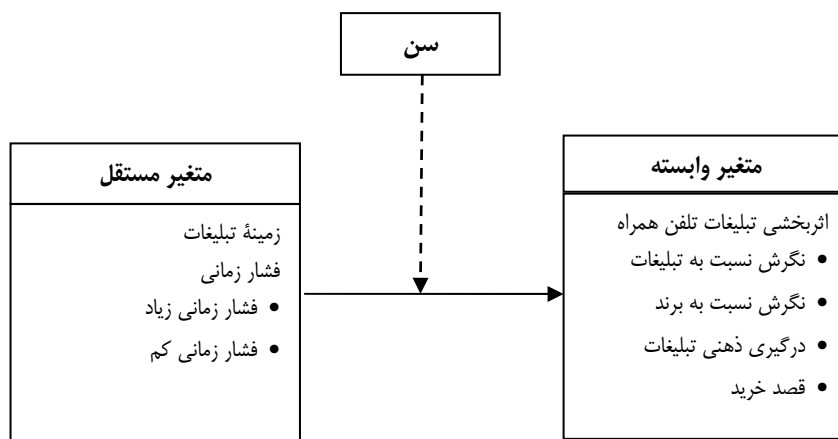 سن
متغیر مستقل
زمینهٔ تبلیغات
فشار زمانی
• فشار زمانی زیاد
• فشار زمانی کم
متغیر وابسته
اثربخشی تبلیغات تلفن همراه
• نگرش نسبت به تبلیغات
• نگرش نسبت به برند
• درگیری ذهنی تبلیغات
• قصد خرید